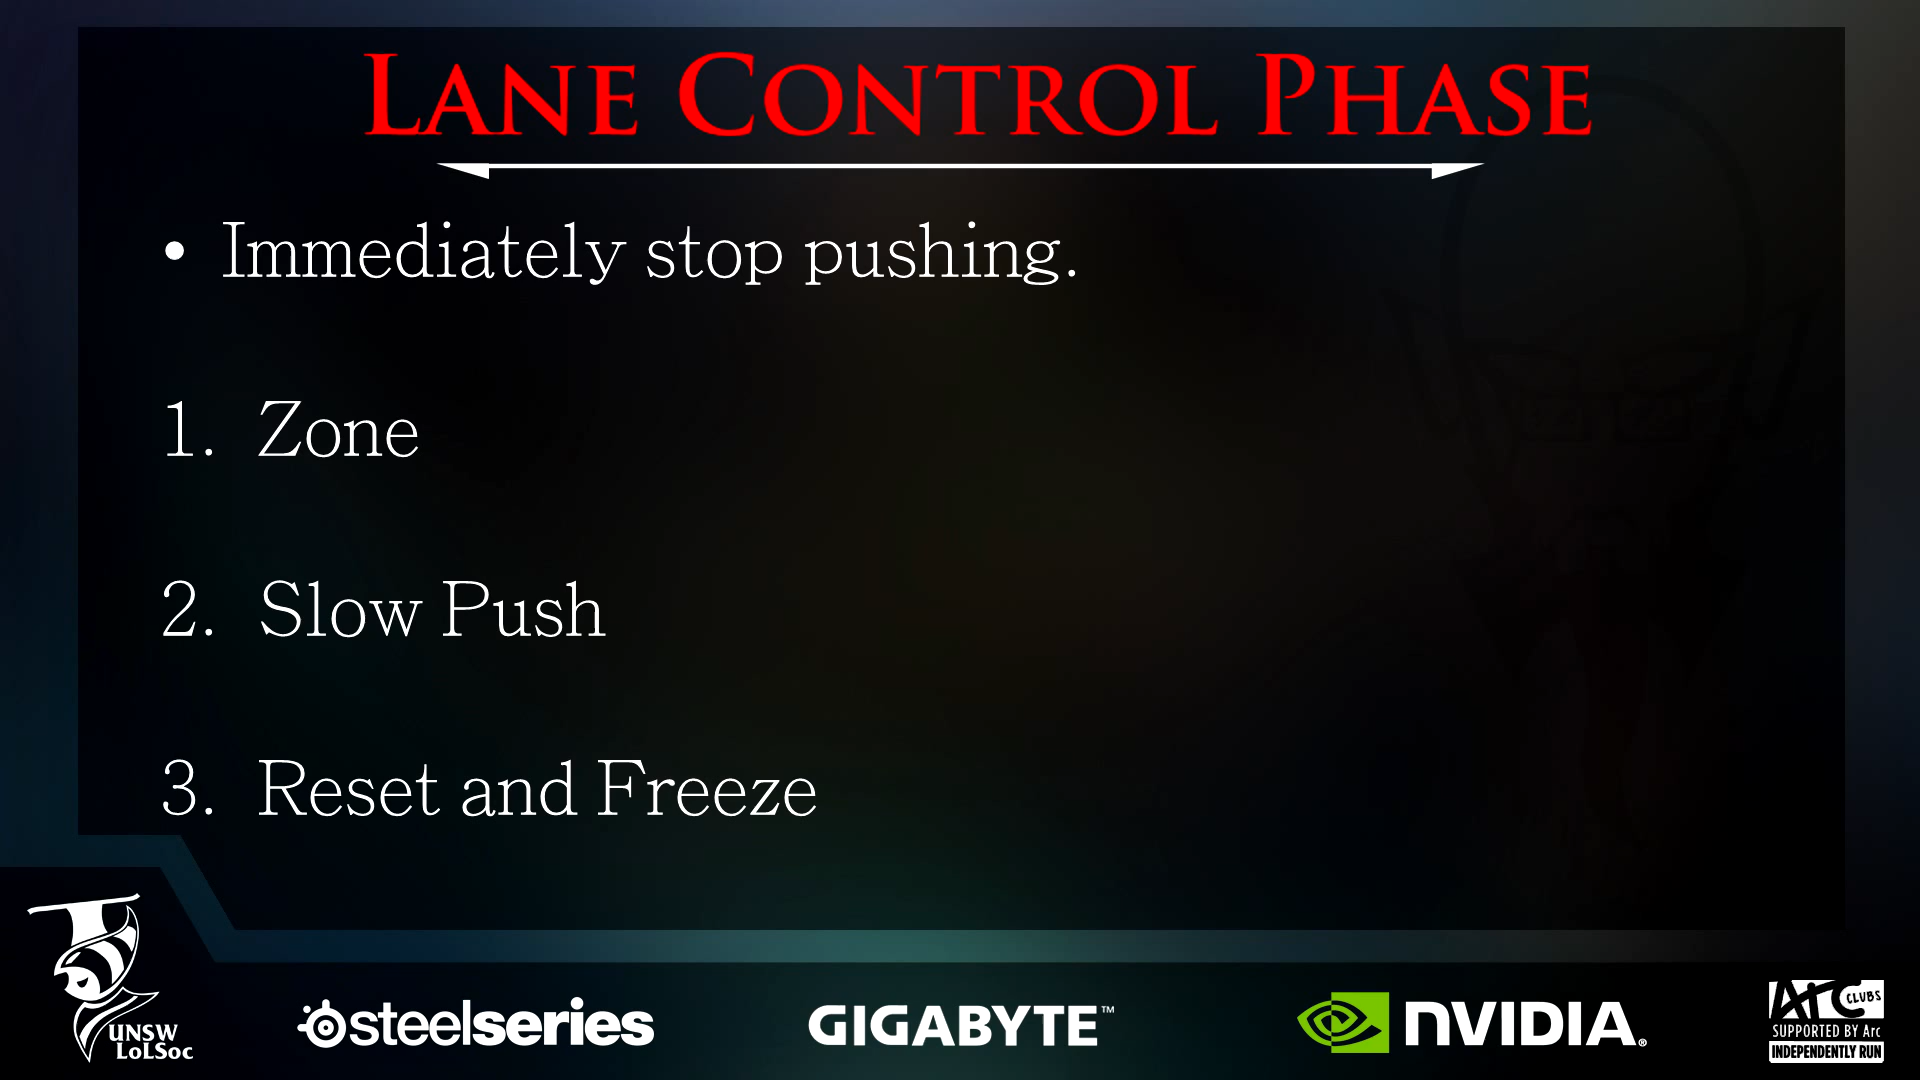 LANE CONTROL PHASE
• Immediately stop pushing.
1. Zone
2. Slow Push
3. Reset and Freeze
UNSW
LoLSoc
steelseries
GIGABYTE™
NVIDIA®
Arc CLUBS
SUPPORTED BY Arc
INDEPENDENTLY RUN